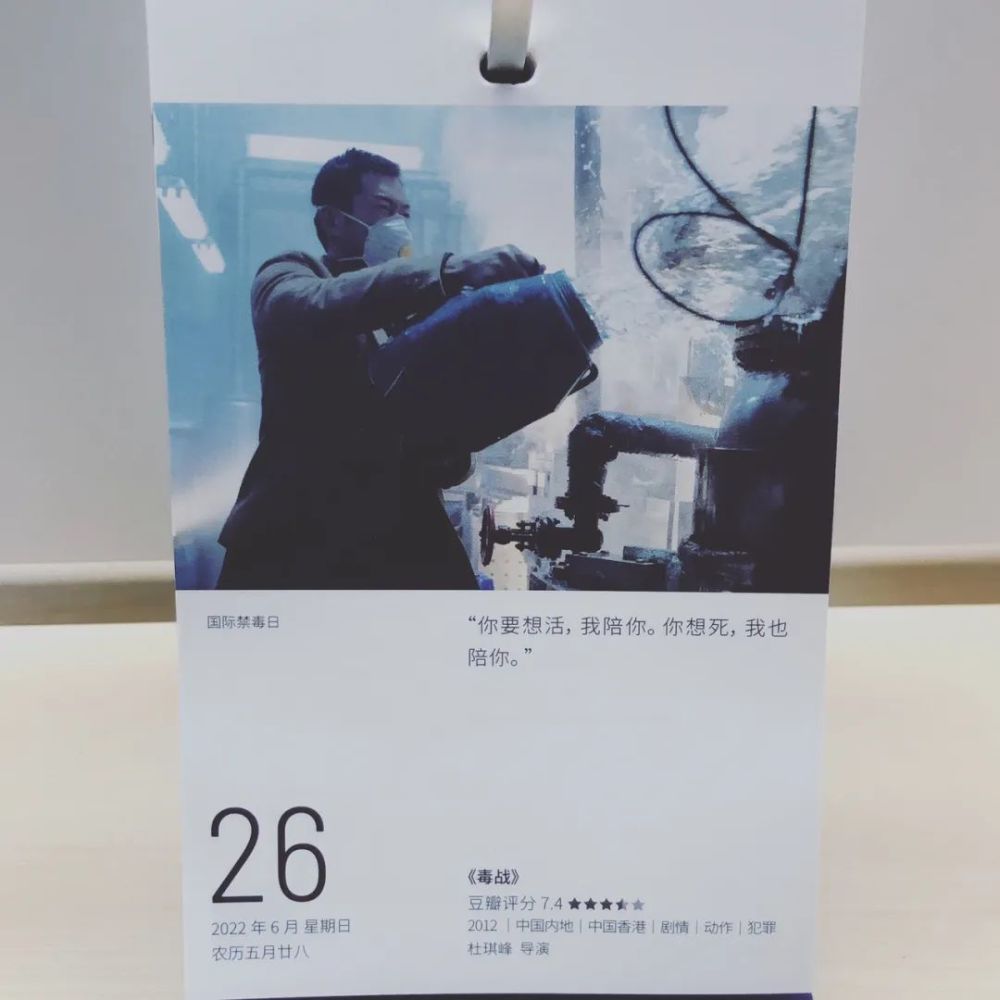 国际禁毒日
“你要想活，我陪你。你想死，我也
陪你。”
26
2022 年 6 月 星期日
农历五月廿八
《毒战》
豆瓣评分 7.4 ★★★★★
2012｜中国内地｜中国香港｜剧情｜动作｜犯罪
杜琪峰 导演